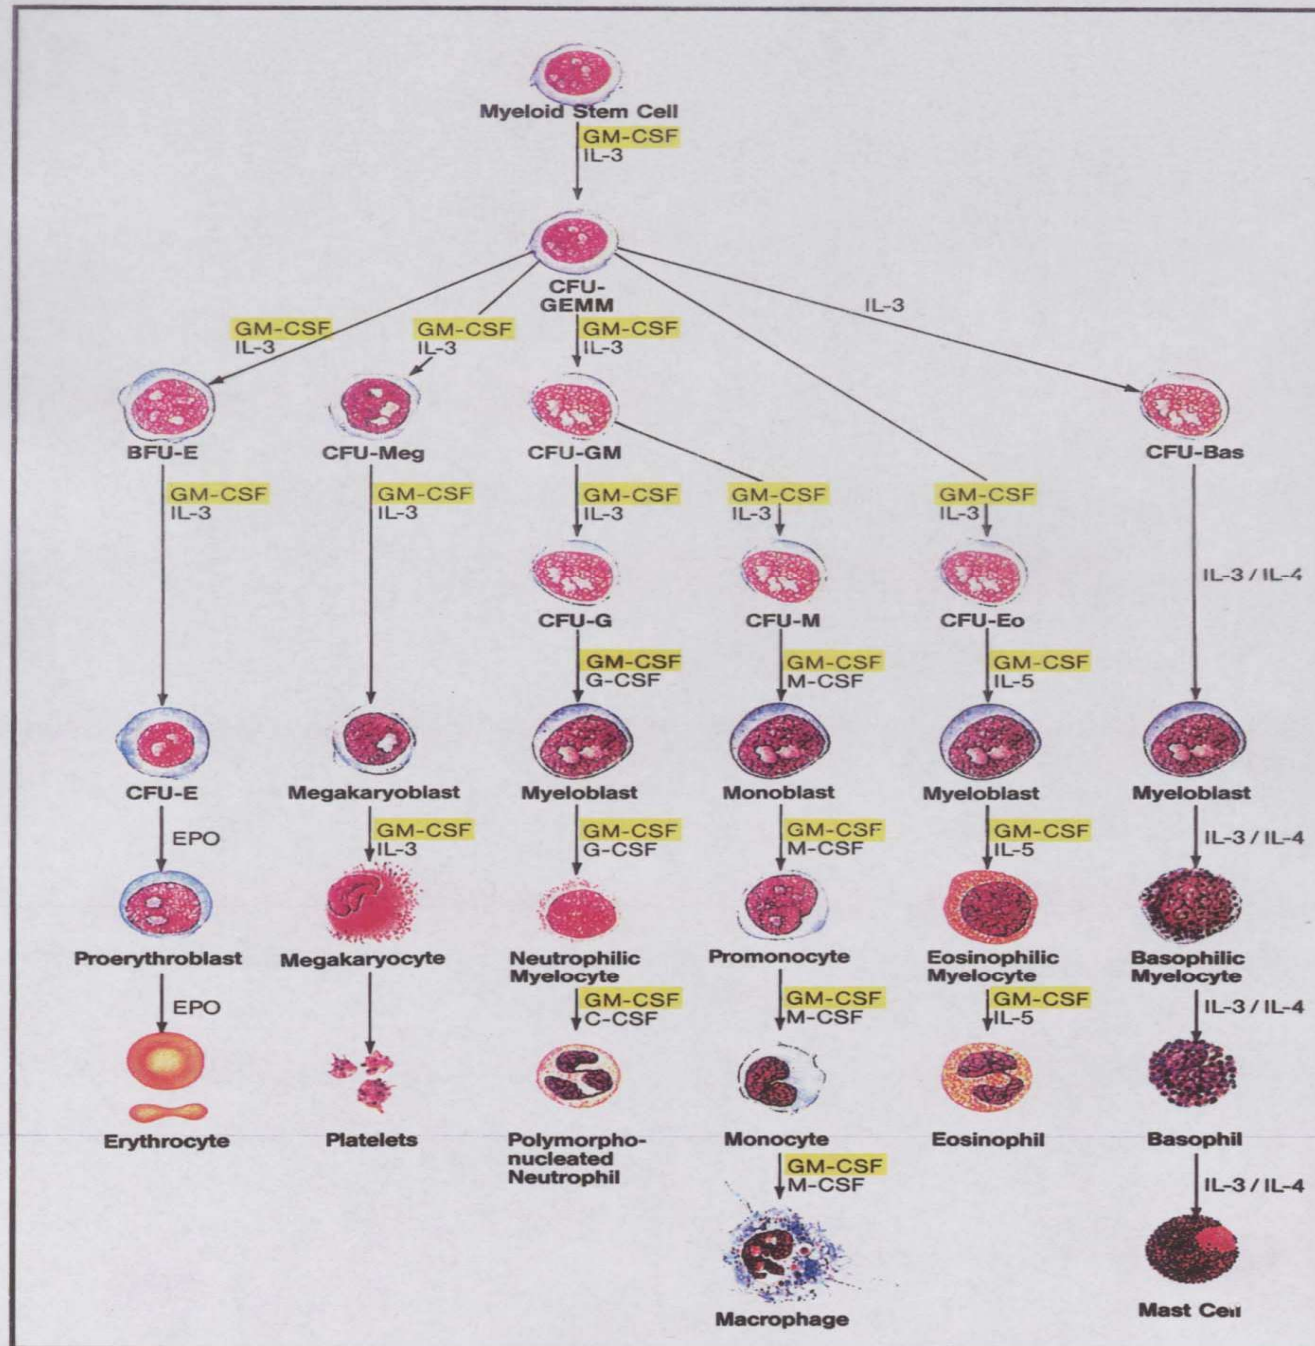 Myeloid Stem Cell
GM-CSF
IL-3
CFU-
GEMM
IL-3
GM-CSF
IL-3
GM-CSF
IL-3
GM-CSF
IL-3
BFU-E
CFU-Meg
CFU-GM
CFU-Bas
GM-CSF
IL-3
GM-CSF
IL-3
GM-CSF
IL-3
GM-CSF
IL-3
GM-CSF
IL-3
IL-3 / IL-4
CFU-G
CFU-M
CFU-Eo
GM-CSF
G-CSF
GM-CSF
M-CSF
GM-CSF
IL-5
CFU-E
Megakaryoblast
Myeloblast
Monoblast
Myeloblast
Myeloblast
EPO
GM-CSF
IL-3
GM-CSF
G-CSF
GM-CSF
M-CSF
GM-CSF
IL-5
IL-3 / IL-4
Proerythroblast
Megakaryocyte
Neutrophilic
Myelocyte
Promonocyte
Eosinophilic
Myelocyte
Basophilic
Myelocyte
EPO
GM-CSF
C-CSF
GM-CSF
M-CSF
GM-CSF
IL-5
IL-3 / IL-4
Erythrocyte
Platelets
Polymorpho-
nucleated
Neutrophil
Monocyte
Eosinophil
Basophil
GM-CSF
M-CSF
IL-3 / IL-4
Macrophage
Mast Cell